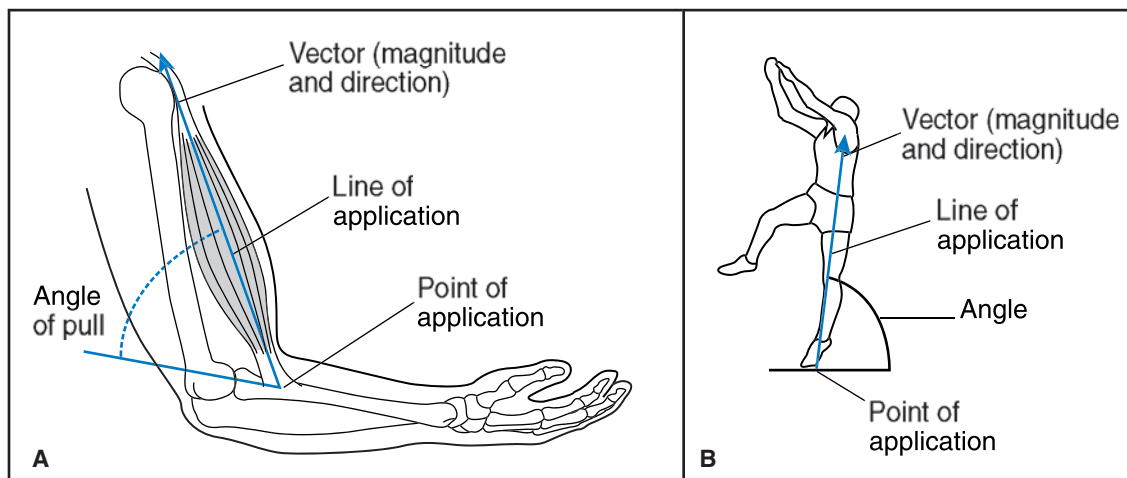 Vector (magnitude
and direction)
Line of
application
Angle
of pull
Point of
application
A
Vector (magnitude
and direction)
Line of
application
Angle
Point of
application
B